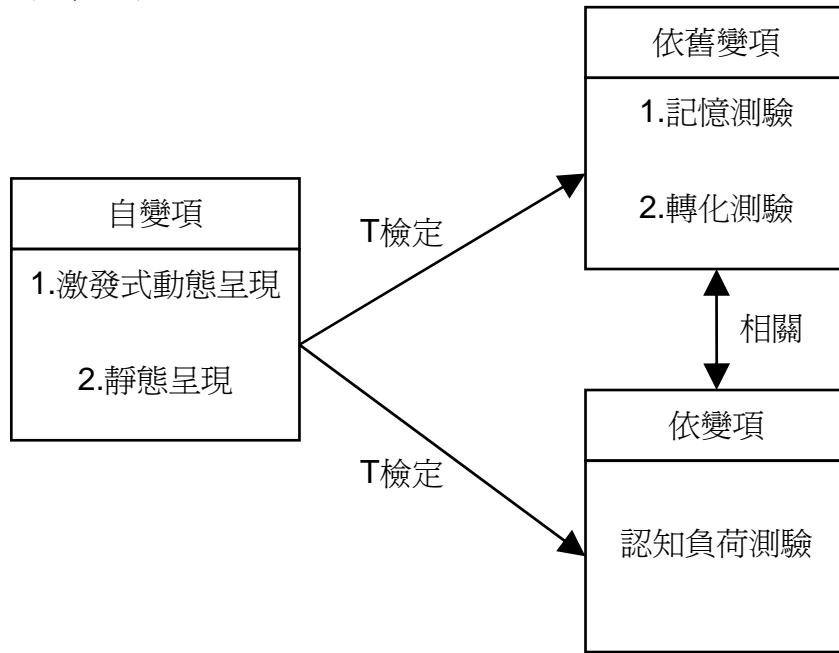 自變項
1.激發式動態呈現
2.靜態呈現
T檢定
T檢定
依舊變項
1.記憶測驗
2.轉化測驗
相關
依變項
認知負荷測驗